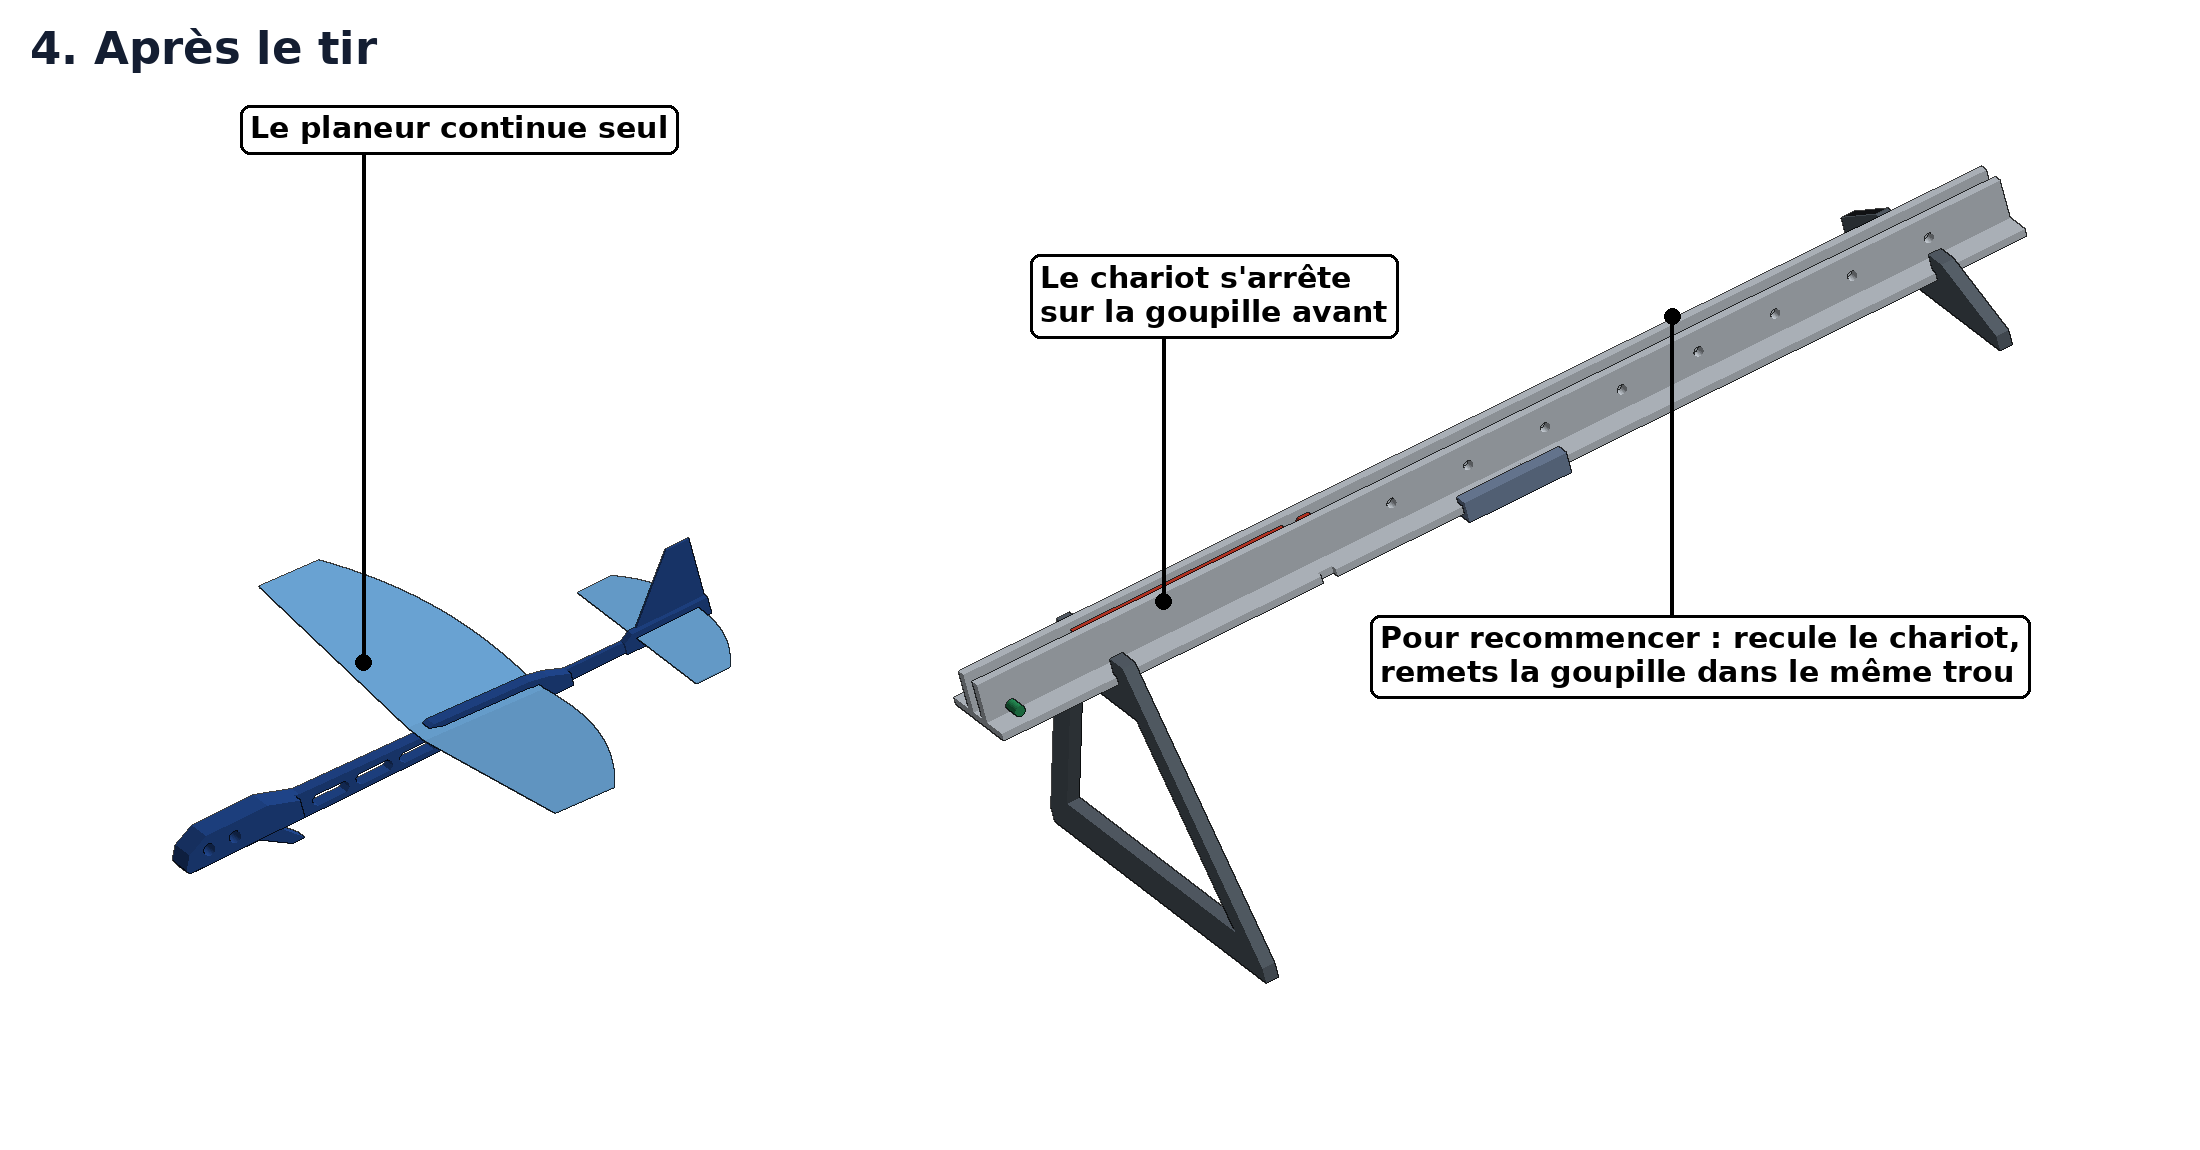 4. Après le tir
Le planeur continue seul
Le chariot s'arrête
sur la goupille avant
Pour recommencer : recule le chariot,
remets la goupille dans le même trou